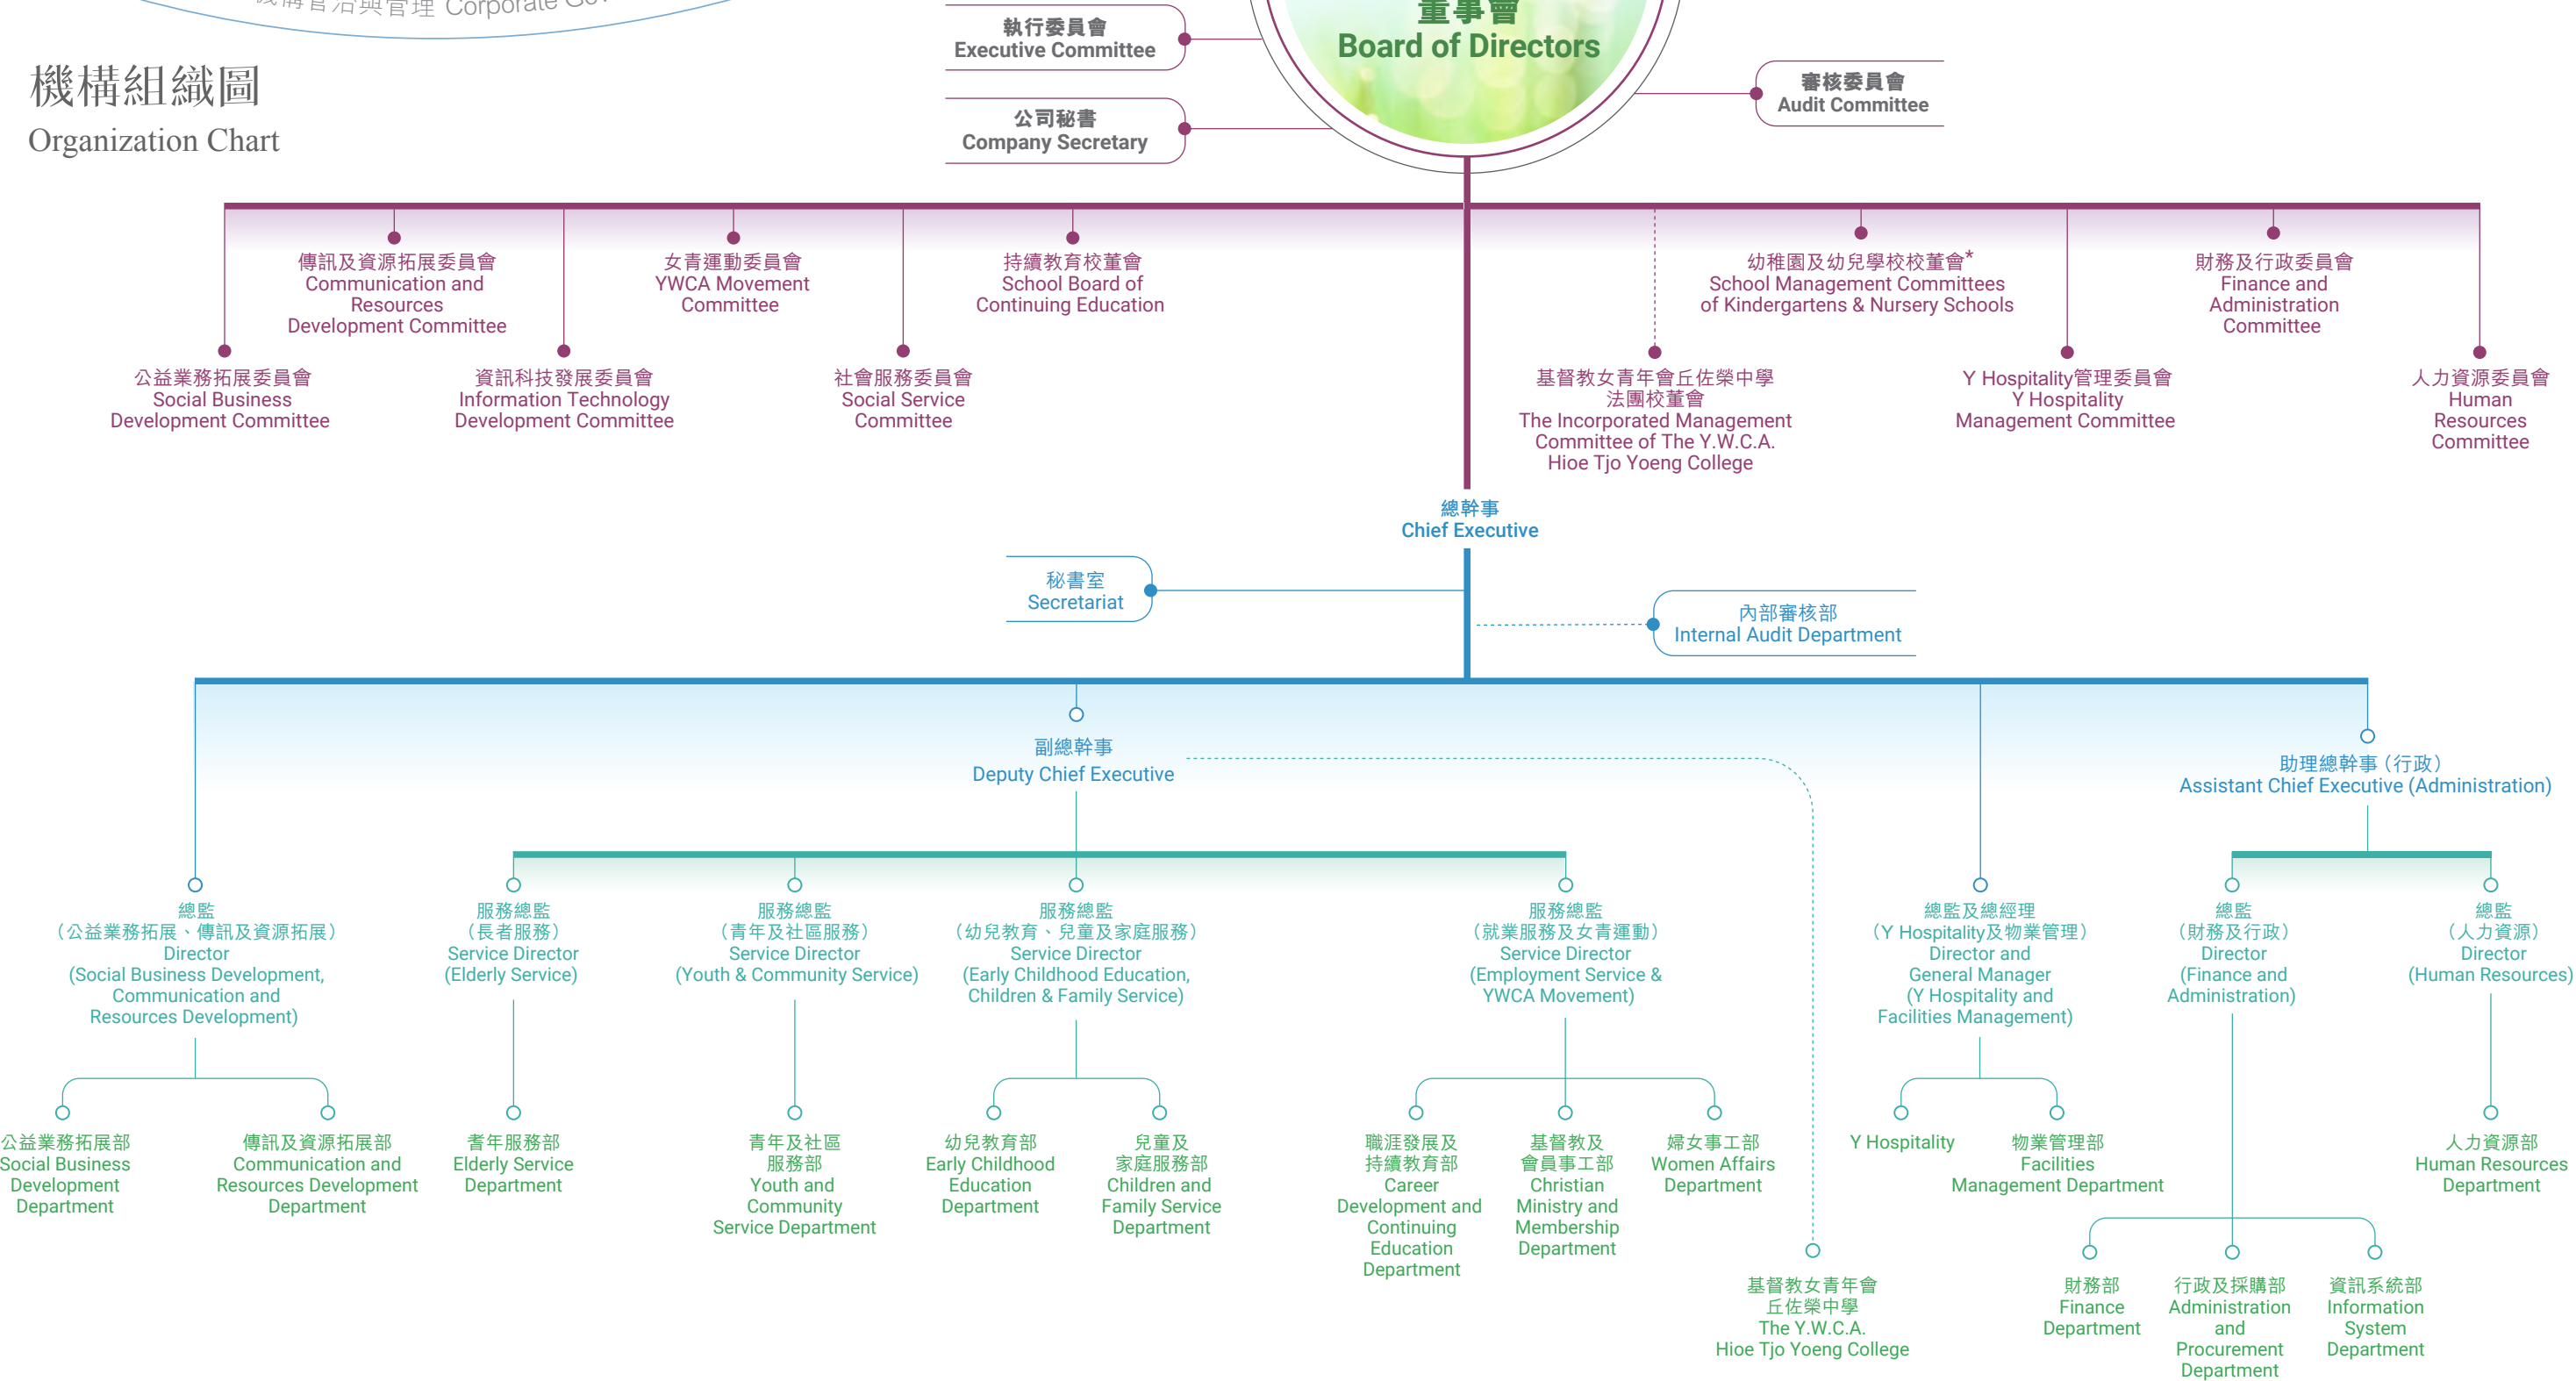 機構管治與管理 Corporate
董事會
Board of Directors
執行委員會
Executive Committee
公司秘書
Company Secretary
審核委員會
Audit Committee
機構組織圖
Organization Chart
傳訊及資源拓展委員會
Communication and
Resources
Development Committee
女青運動委員會
YWCA Movement
Committee
持續教育校董會
School Board of
Continuing Education
幼稚園及幼兒學校校董會*
School Management Committees
of Kindergartens & Nursery Schools
財務及行政委員會
Finance and
Administration
Committee
公益業務拓展委員會
Social Business
Development Committee
資訊科技發展委員會
Information Technology
Development Committee
社會服務委員會
Social Service
Committee
基督教女青年會丘佐榮中學
法團校董會
The Incorporated Management
Committee of The Y.W.C.A.
Hioe Tjo Yoeng College
Y Hospitality管理委員會
Y Hospitality
Management Committee
人力資源委員會
Human
Resources
Committee
總幹事
Chief Executive
秘書室
Secretariat
內部審核部
Internal Audit Department
副總幹事
Deputy Chief Executive
助理總幹事（行政）
Assistant Chief Executive (Administration)
總監
（公益業務拓展、傳訊及資源拓展）
Director
(Social Business Development,
Communication and
Resources Development)
服務總監
（長者服務）
Service Director
(Elderly Service)
服務總監
（青年及社區服務）
Service Director
(Youth & Community Service)
服務總監
（幼兒教育、兒童及家庭服務）
Service Director
(Early Childhood Education,
Children & Family Service)
服務總監
（就業服務及女青運動）
Service Director
(Employment Service &
YWCA Movement)
總監及總經理
（Y Hospitality及物業管理）
Director and
General Manager
(Y Hospitality and
Facilities Management)
總監
（財務及行政）
Director
(Finance and
Administration)
總監
（人力資源）
Director
(Human Resources)
公益業務拓展部
Social Business
Development
Department
傳訊及資源拓展部
Communication and
Resources Development
Department
耆年服務部
Elderly Service
Department
青年及社區
服務部
Youth and
Community
Service Department
幼兒教育部
Early Childhood
Education
Department
兒童及
家庭服務部
Children and
Family Service
Department
職涯發展及
持續教育部
Career
Development and
Continuing
Education
Department
基督教及
會員事工部
Christian
Ministry and
Membership
Department
婦女事工部
Women Affairs
Department
Y Hospitality
物業管理部
Facilities
Management Department
人力資源部
Human Resources
Department
基督教女青年會
丘佐榮中學
The Y.W.C.A.
Hioe Tjo Yoeng College
財務部
Finance
Department
行政及採購部
Administration
and
Procurement
Department
資訊系統部
Information
System
Department